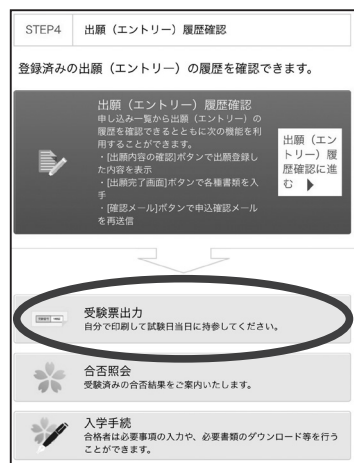 STEP4 出願（エントリー）履歴確認
登録済みの出願（エントリー）の履歴を確認できます。
出願（エントリー）履歴確認
申し込み一覧から出願（エントリー）の
履歴を確認できるとともに次の機能を利
用することができます。
・[出願内容の確認]ボタンで出願登録し
た内容を表示
・[出願完了画面]ボタンで各種書類を入
手
・[確認メール]ボタンで申込確認メール
を再送信
出願（エン
トリー）履
歴確認に進
む ▶
受験票出力
自分で印刷して試験日当日に持参してください。
合否照会
受験済みの合否結果をご案内いたします。
入学手続
合格者は必要事項の入力や、必要書類のダウンロード等を行う
ことができます。